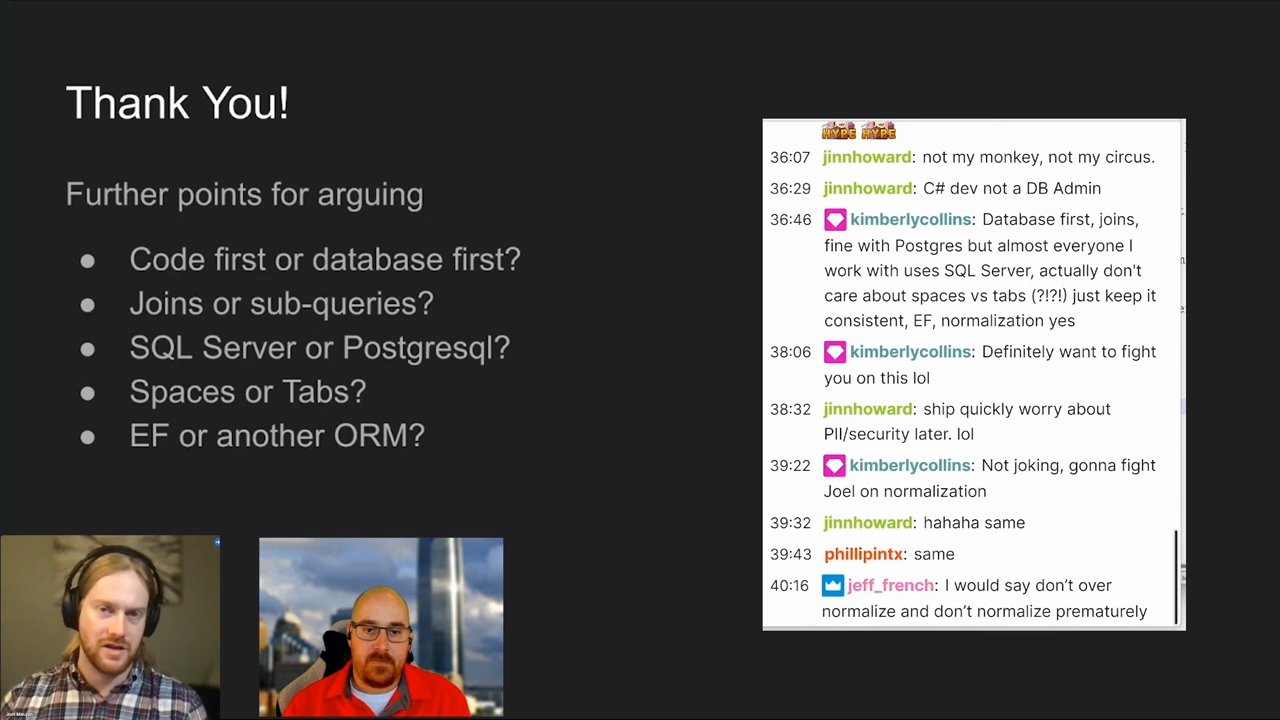 Thank You!
Further points for arguing
● Code first or database first?
● Joins or sub-queries?
● SQL Server or Postgresql?
● Spaces or Tabs?
● EF or another ORM?
HYPE HYPE
36:07 jinnhoward: not my monkey, not my circus.
36:29 jinnhoward: C# dev not a DB Admin
36:46 kimberlycollins: Database first, joins,
fine with Postgres but almost everyone I
work with uses SQL Server, actually don't
care about spaces vs tabs (?!?!) just keep it
consistent, EF, normalization yes
38:06 kimberlycollins: Definitely want to fight
you on this lol
38:32 jinnhoward: ship quickly worry about
PII/security later. lol
39:22 kimberlycollins: Not joking, gonna fight
Joel on normalization
39:32 jinnhoward: hahaha same
39:43 phillipintx: same
40:16 jeff_french: I would say don’t over
normalize and don’t normalize prematurely
Joel Maupin